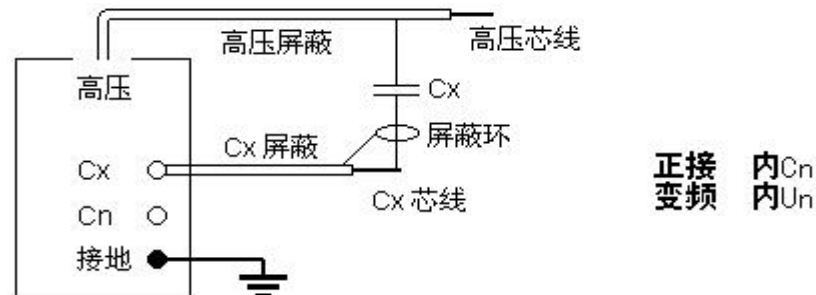 高压屏蔽
高压芯线
高压
Cx
屏蔽环
Cx 屏蔽
Cx
Cx 芯线
Cn
接地
正接 内Cn
变频 内Un